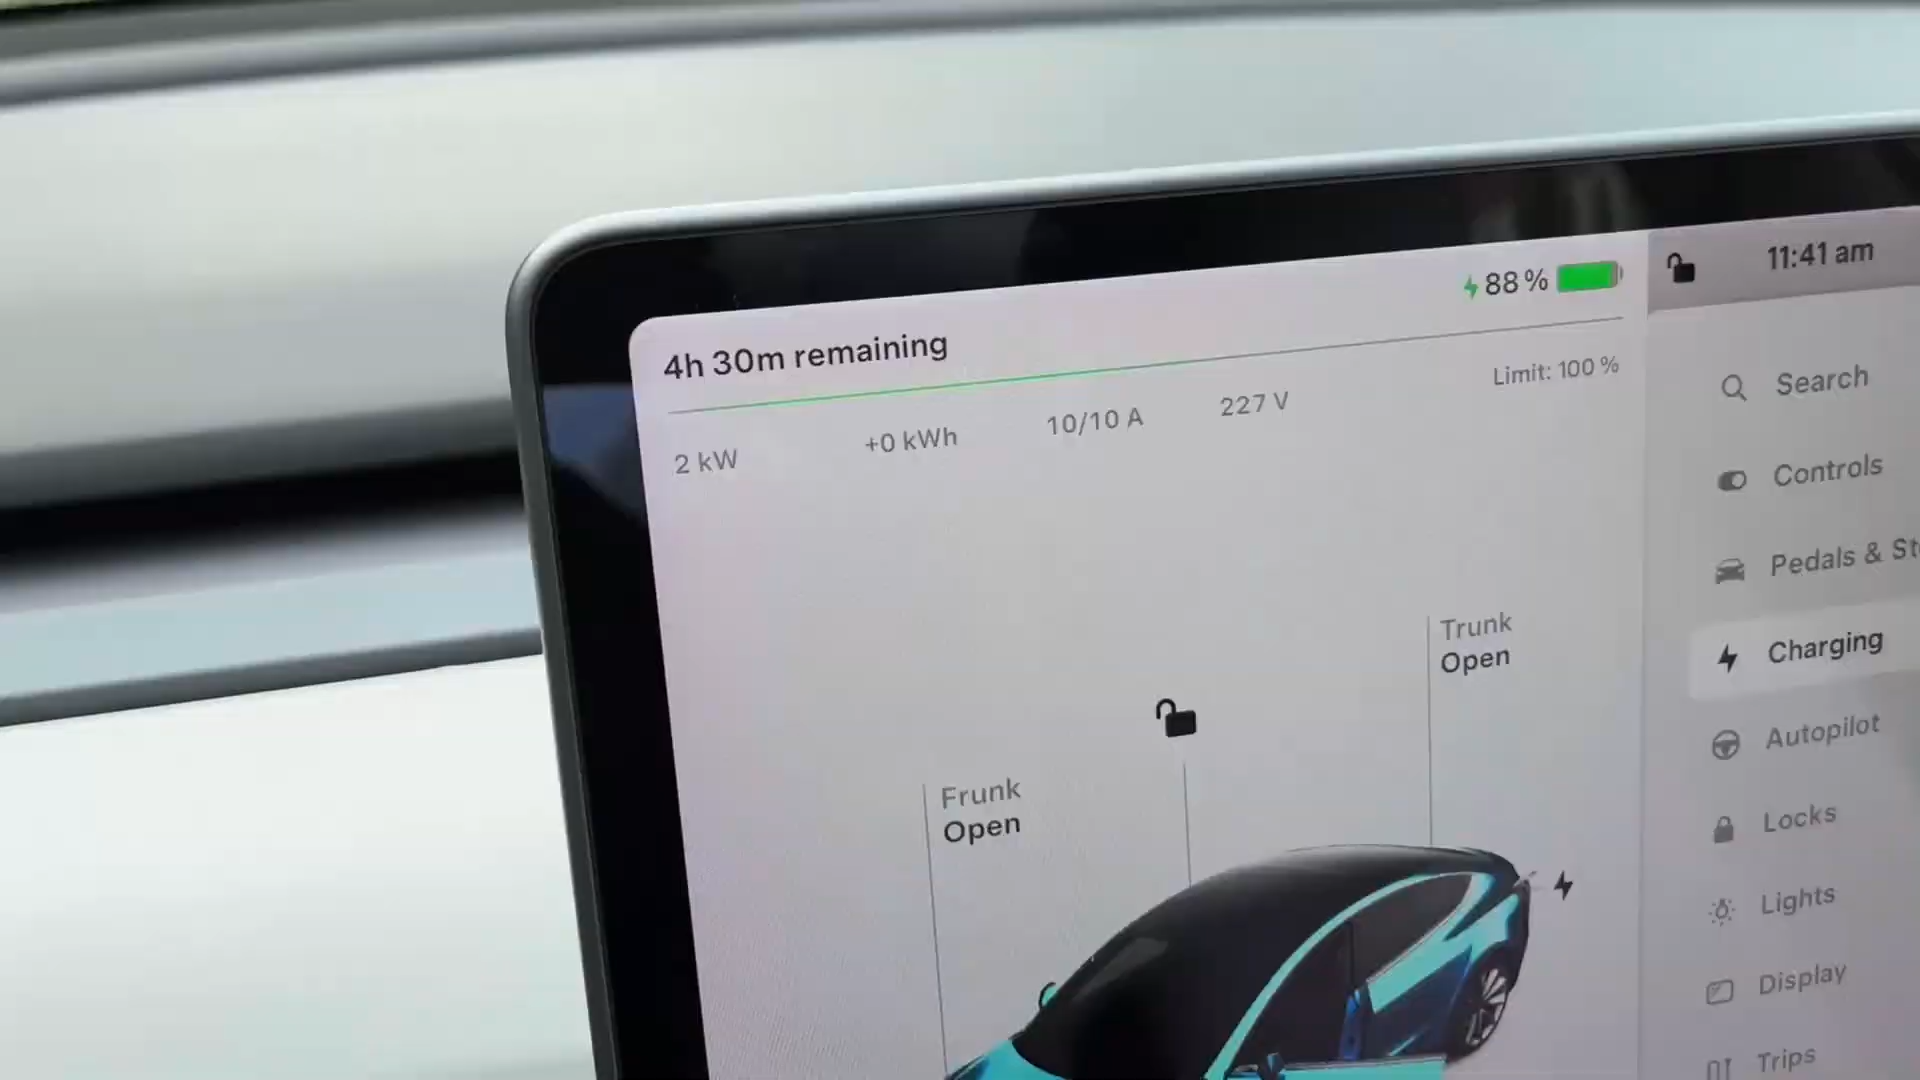 88 %
11:41 am
4h 30m remaining
Limit: 100 %
2 kW
+0 kWh
10/10 A
227 V
Search
Controls
Pedals &
Charging
Autopilot
Locks
Lights
Display
Trips
Trunk
Open
Frunk
Open